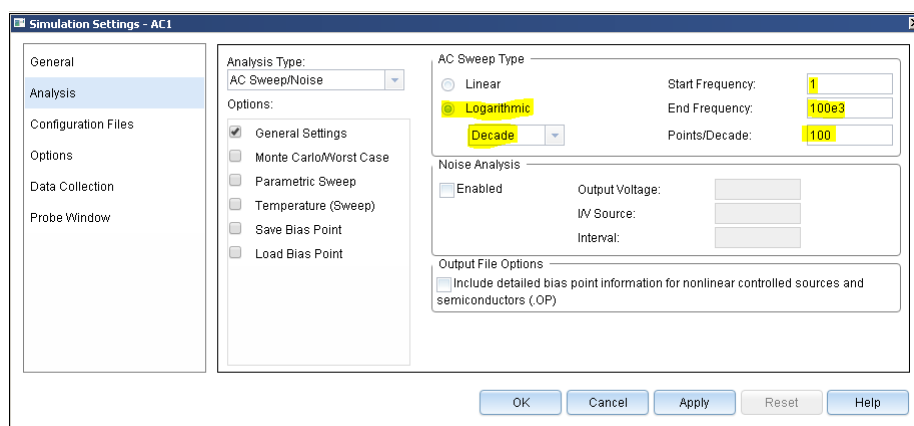 Simulation Settings - AC1
General
Analysis
Configuration Files
Options
Data Collection
Probe Window
Analysis Type:
AC Sweep/Noise
Options:
General Settings
Monte Carlo/Worst Case
Parametric Sweep
Temperature (Sweep)
Save Bias Point
Load Bias Point
AC Sweep Type
Linear
Logarithmic
Decade
Start Frequency: 1
End Frequency: 100e3
Points/Decade: 100
Noise Analysis
Enabled
Output Voltage:
I/V Source:
Interval:
Output File Options
Include detailed bias point information for nonlinear controlled sources and
semiconductors (.OP)
OK Cancel Apply Reset Help